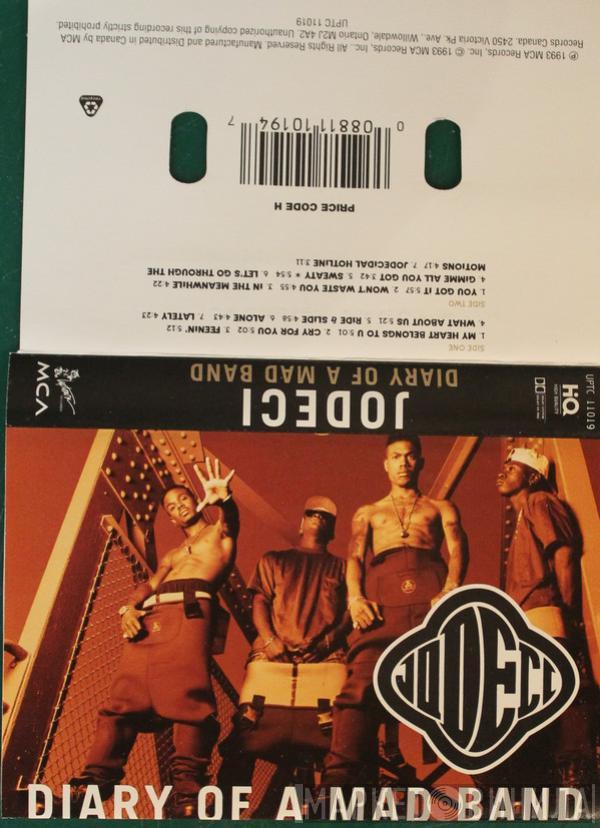 SIDE ONE
1. MY HEART BELONGS TO U 5:01 2. CRY FOR YOU 5:02 3. FEENIN' 5:12
4. WHAT ABOUT US 5:21 5. RIDE & SLIDE 4:58 6. ALONE 4:43 7. LATELY 4:23
SIDE TWO
1. YOU GOT IT 5:57 2. WON'T WASTE YOU 4:55 3. IN THE MEANWHILE 4:22
4. GIMME ALL YOU GOT 3:42 5. SWEATY * 5:54 6. LET'S GO THROUGH THE
MOTIONS 4:17 7. JODECIDAL HOTLINE 3:11
PRICE CODE H
0 08811 10194 7
℗ 1993 MCA Records, Inc. © 1993 MCA Records, Inc.. All Rights Reserved. Manufactured and Distributed in Canada by MCA
Records Canada. 2450 Victoria Pk. Ave., Willowdale, Ontario M2J 4A2. Unauthorized copying of this recording strictly prohibited.
UPTC 11019
UPTC 11019
HiQ
HIGH QUALITY
JODECI
DIARY OF A MAD BAND
MCA
JODECI
DIARY OF A MAD BAND